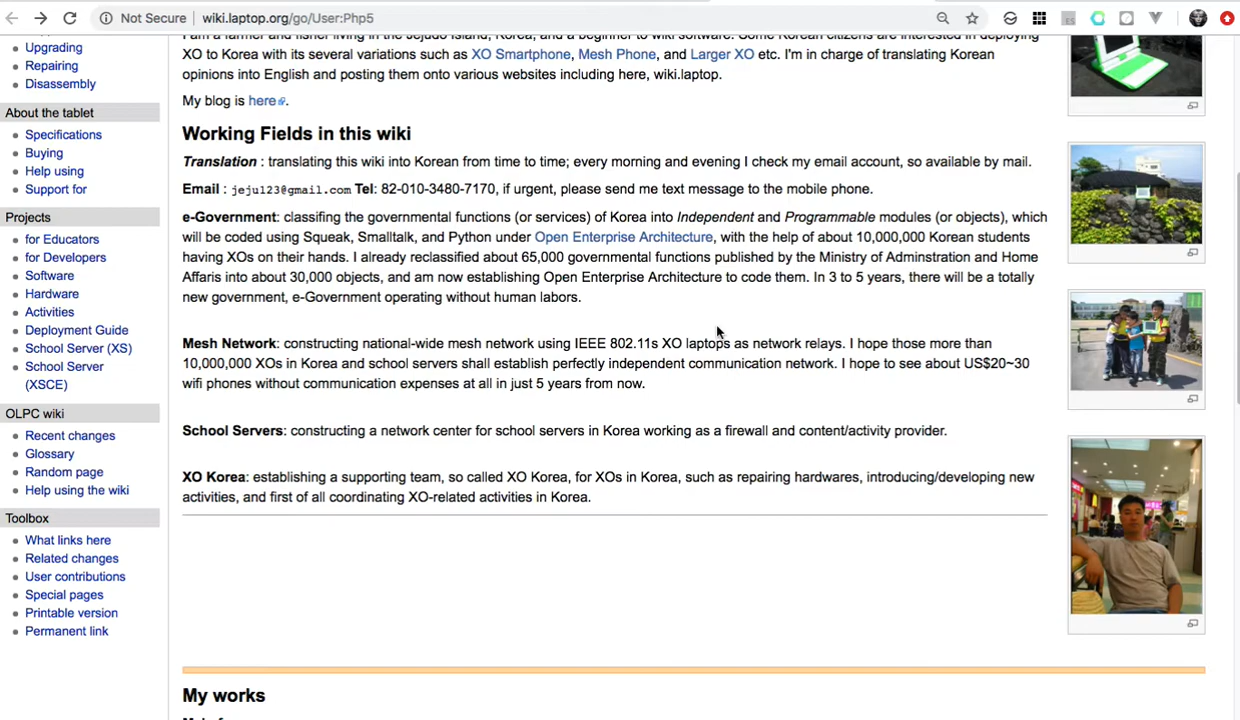 Not Secure
wiki.laptop.org/go/User:Php5
Upgrading
Repairing
Disassembly
About the tablet
Specifications
Buying
Help using
Support for
Projects
for Educators
for Developers
Software
Hardware
Activities
Deployment Guide
School Server (XS)
School Server
(XSCE)
OLPC wiki
Recent changes
Glossary
Random page
Help using the wiki
Toolbox
What links here
Related changes
User contributions
Special pages
Printable version
Permanent link
I am a farmer and fisher living in the Jejudo Island, Korea, and a beginner to wiki software. Some Korean citizens are interested in deploying
XO to Korea with its several variations such as XO Smartphone, Mesh Phone, and Larger XO etc. I'm in charge of translating Korean
opinions into English and posting them onto various websites including here, wiki.laptop.
My blog is here.
Working Fields in this wiki
Translation : translating this wiki into Korean from time to time; every morning and evening I check my email account, so available by mail.
Email : jeju123@gmail.com Tel: 82-010-3480-7170, if urgent, please send me text message to the mobile phone.
e-Government: classifing the governmental functions (or services) of Korea into Independent and Programmable modules (or objects), which
will be coded using Squeak, Smalltalk, and Python under Open Enterprise Architecture, with the help of about 10,000,000 Korean students
having XOs on their hands. I already reclassified about 65,000 governmental functions published by the Ministry of Adminstration and Home
Affaris into about 30,000 objects, and am now establishing Open Enterprise Architecture to code them. In 3 to 5 years, there will be a totally
new government, e-Government operating without human labors.
Mesh Network: constructing national-wide mesh network using IEEE 802.11s XO laptops as network relays. I hope those more than
10,000,000 XOs in Korea and school servers shall establish perfectly independent communication network. I hope to see about US$20~30
wifi phones without communication expenses at all in just 5 years from now.
School Servers: constructing a network center for school servers in Korea working as a firewall and content/activity provider.
XO Korea: establishing a supporting team, so called XO Korea, for XOs in Korea, such as repairing hardwares, introducing/developing new
activities, and first of all coordinating XO-related activities in Korea.
My works